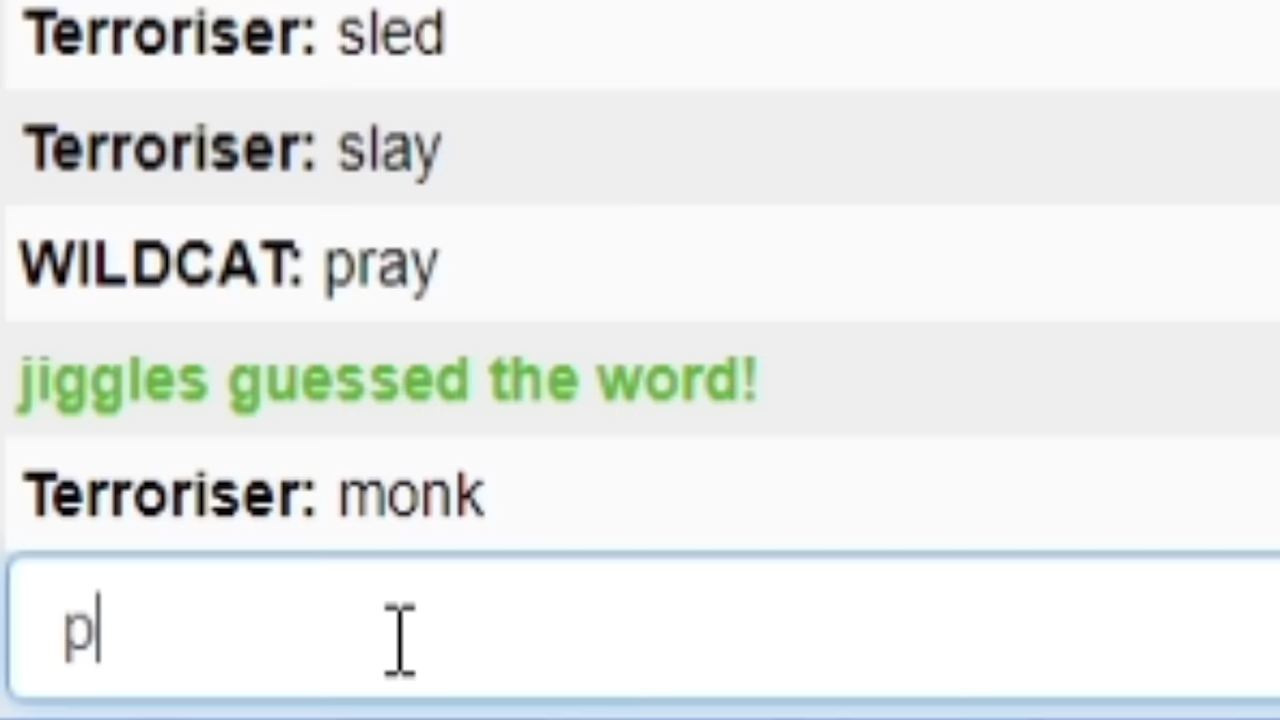 Terroriser: sled
Terroriser: slay
WILDCAT: pray
jiggles guessed the word!
Terroriser: monk
p